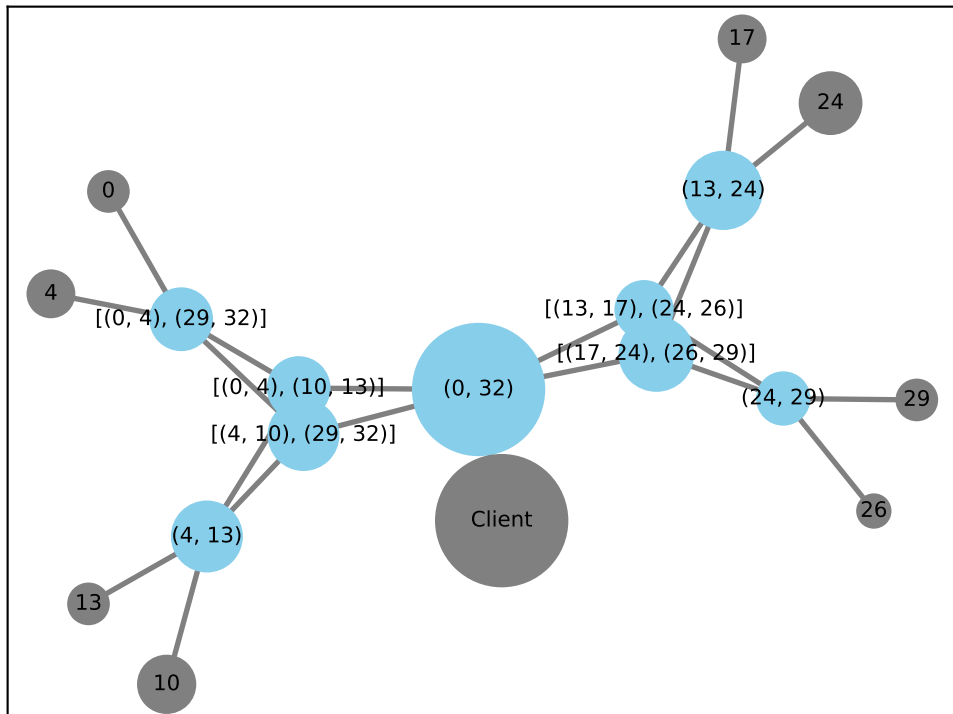 17
24
0
(13, 24)
4
[(13, 17), (24, 26)]
[(0, 4), (29, 32)]
[(17, 24), (26, 29)]
[(0, 4), (10, 13)]
(0, 32)
(24, 29)
29
[(4, 10), (29, 32)]
26
Client
(4, 13)
13
10